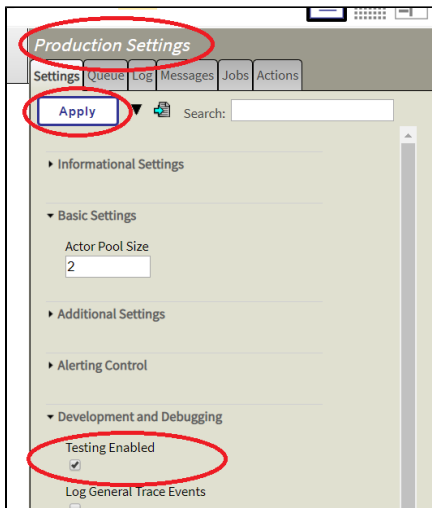 Production Settings
Settings Queue Log Messages Jobs Actions
Apply Search:
Informational Settings
Basic Settings
Actor Pool Size
2
Additional Settings
Alerting Control
Development and Debugging
Testing Enabled
Log General Trace Events